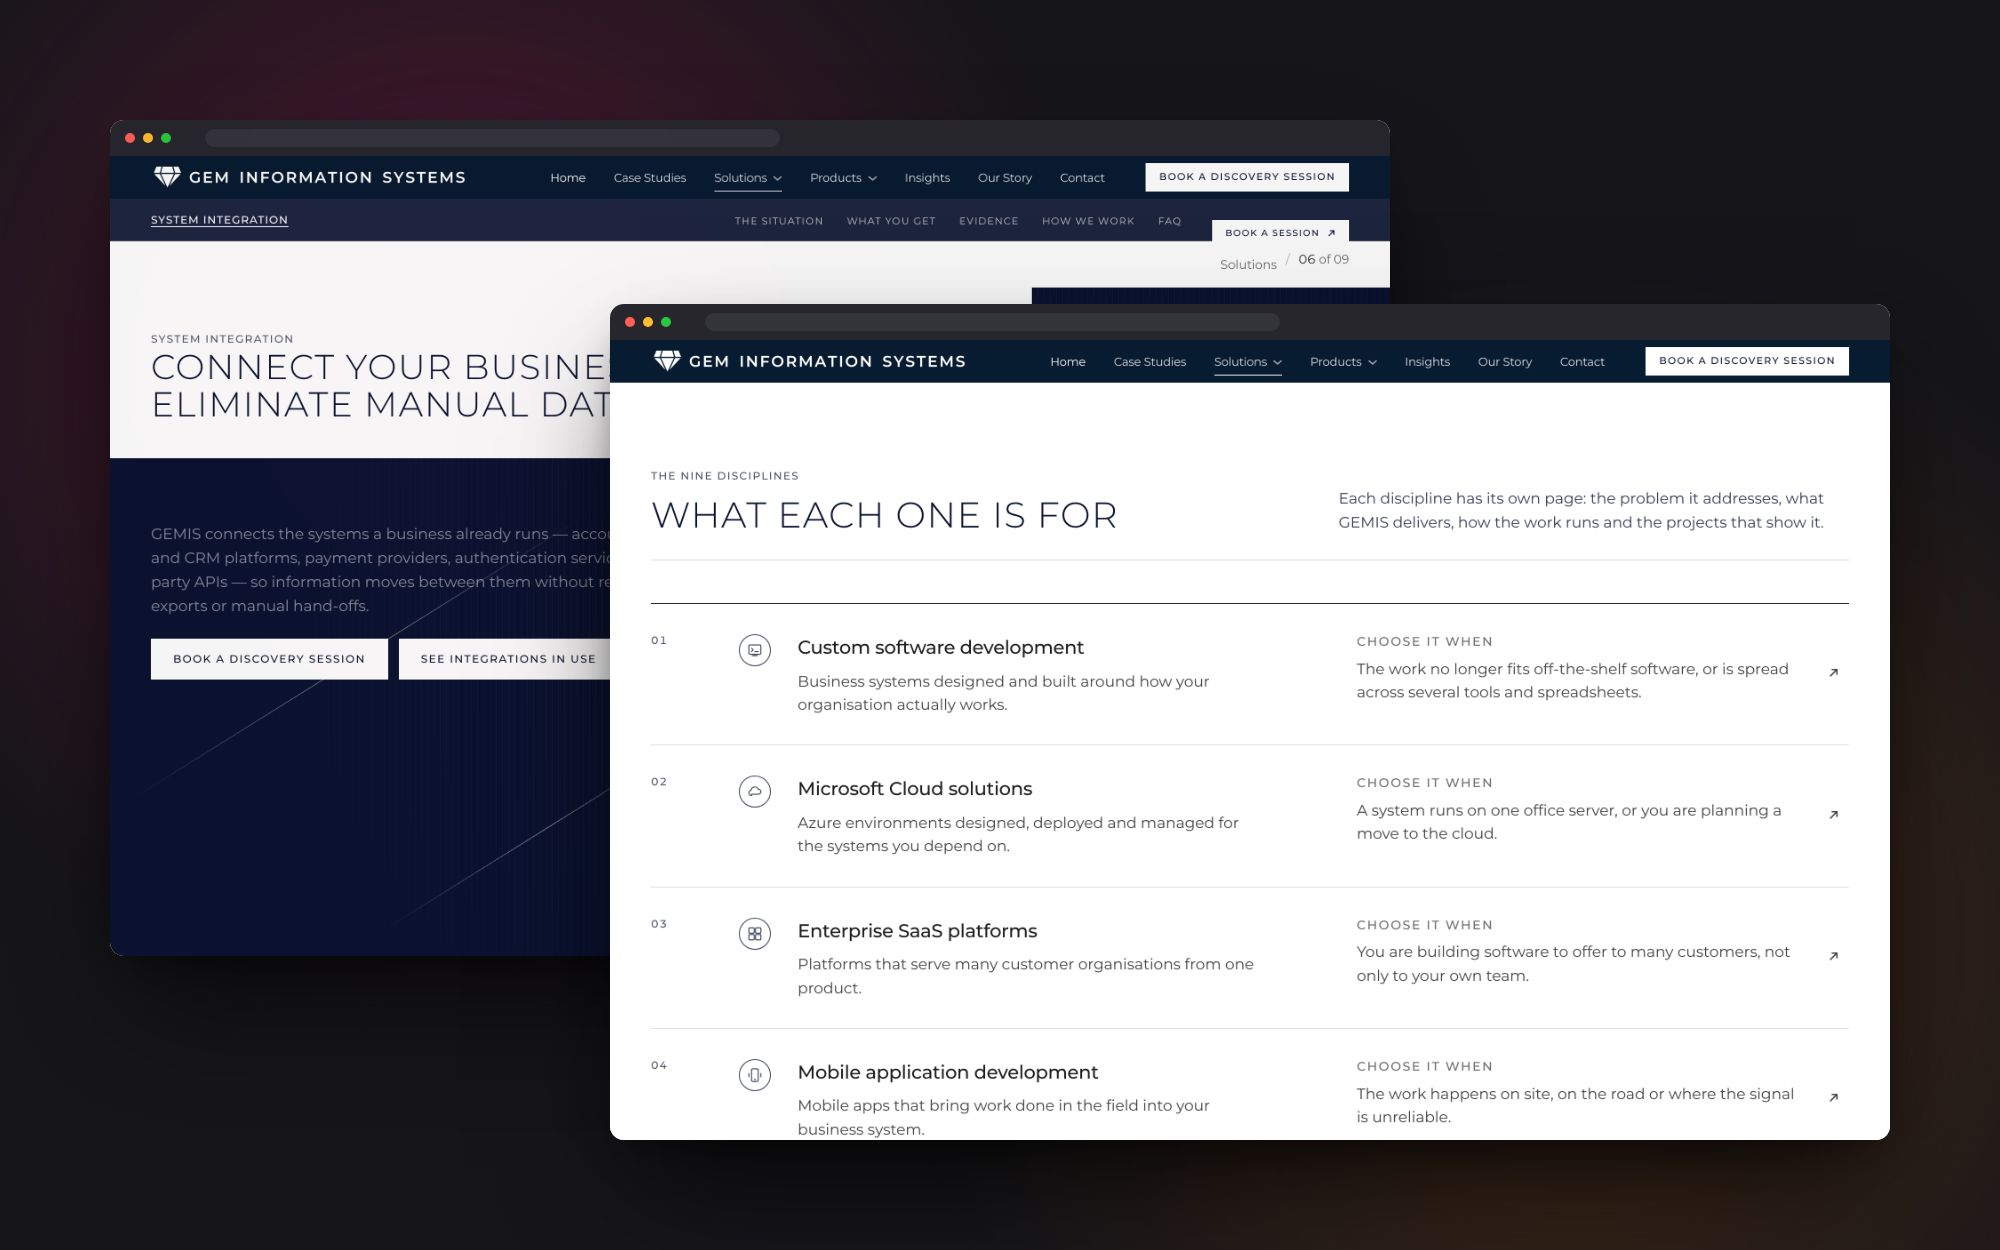 GEM INFORMATION SYSTEMS
Home Case Studies Solutions Products Insights Our Story Contact
BOOK A DISCOVERY SESSION
SYSTEM INTEGRATION
THE SITUATION WHAT YOU GET EVIDENCE HOW WE WORK FAQ
BOOK A SESSION
Solutions / 06 of 09
SYSTEM INTEGRATION
CONNECT YOUR
ELIMINATE MANUAL
GEMIS connects the systems a business already runs —
and CRM platforms, payment providers, authentication
party APIs — so information moves between them without
exports or manual hand-offs.
BOOK A DISCOVERY SESSION
SEE INTEGRATIONS IN USE
GEM INFORMATION SYSTEMS
Home Case Studies Solutions Products Insights Our Story Contact
BOOK A DISCOVERY SESSION
THE NINE DISCIPLINES
WHAT EACH ONE IS FOR
Each discipline has its own page: the problem it addresses, what
GEMIS delivers, how the work runs and the projects that show it.
01
Custom software development
Business systems designed and built around how your
organisation actually works.
CHOOSE IT WHEN
The work no longer fits off-the-shelf software, or is spread
across several tools and spreadsheets.
02
Microsoft Cloud solutions
Azure environments designed, deployed and managed for
the systems you depend on.
CHOOSE IT WHEN
A system runs on one office server, or you are planning a
move to the cloud.
03
Enterprise SaaS platforms
Platforms that serve many customer organisations from one
product.
CHOOSE IT WHEN
You are building software to offer to many customers, not
only to your own team.
04
Mobile application development
Mobile apps that bring work done in the field into your
business system.
CHOOSE IT WHEN
The work happens on site, on the road or where the signal
is unreliable.